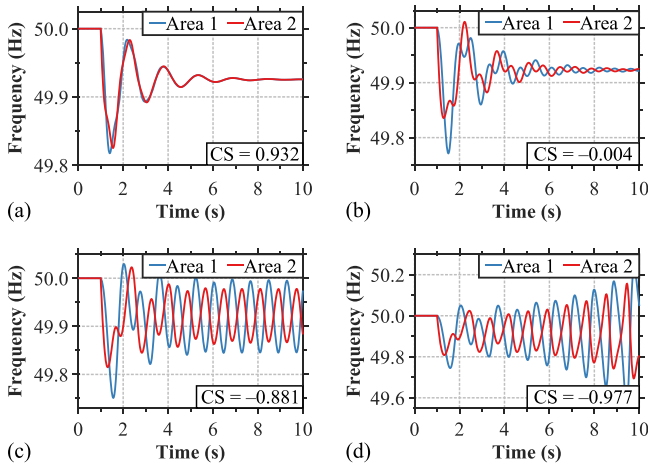 50.0
49.9
49.8
Frequency (Hz)
Area 1
Area 2
CS = 0.932
0 2 4 6 8 10
Time (s)
(a)
50.0
49.9
49.8
Frequency (Hz)
Area 1
Area 2
CS = –0.004
0 2 4 6 8 10
Time (s)
(b)
50.0
49.9
49.8
Frequency (Hz)
Area 1
Area 2
CS = –0.881
0 2 4 6 8 10
Time (s)
(c)
50.2
50.0
49.8
49.6
Frequency (Hz)
Area 1
Area 2
CS = –0.977
0 2 4 6 8 10
Time (s)
(d)